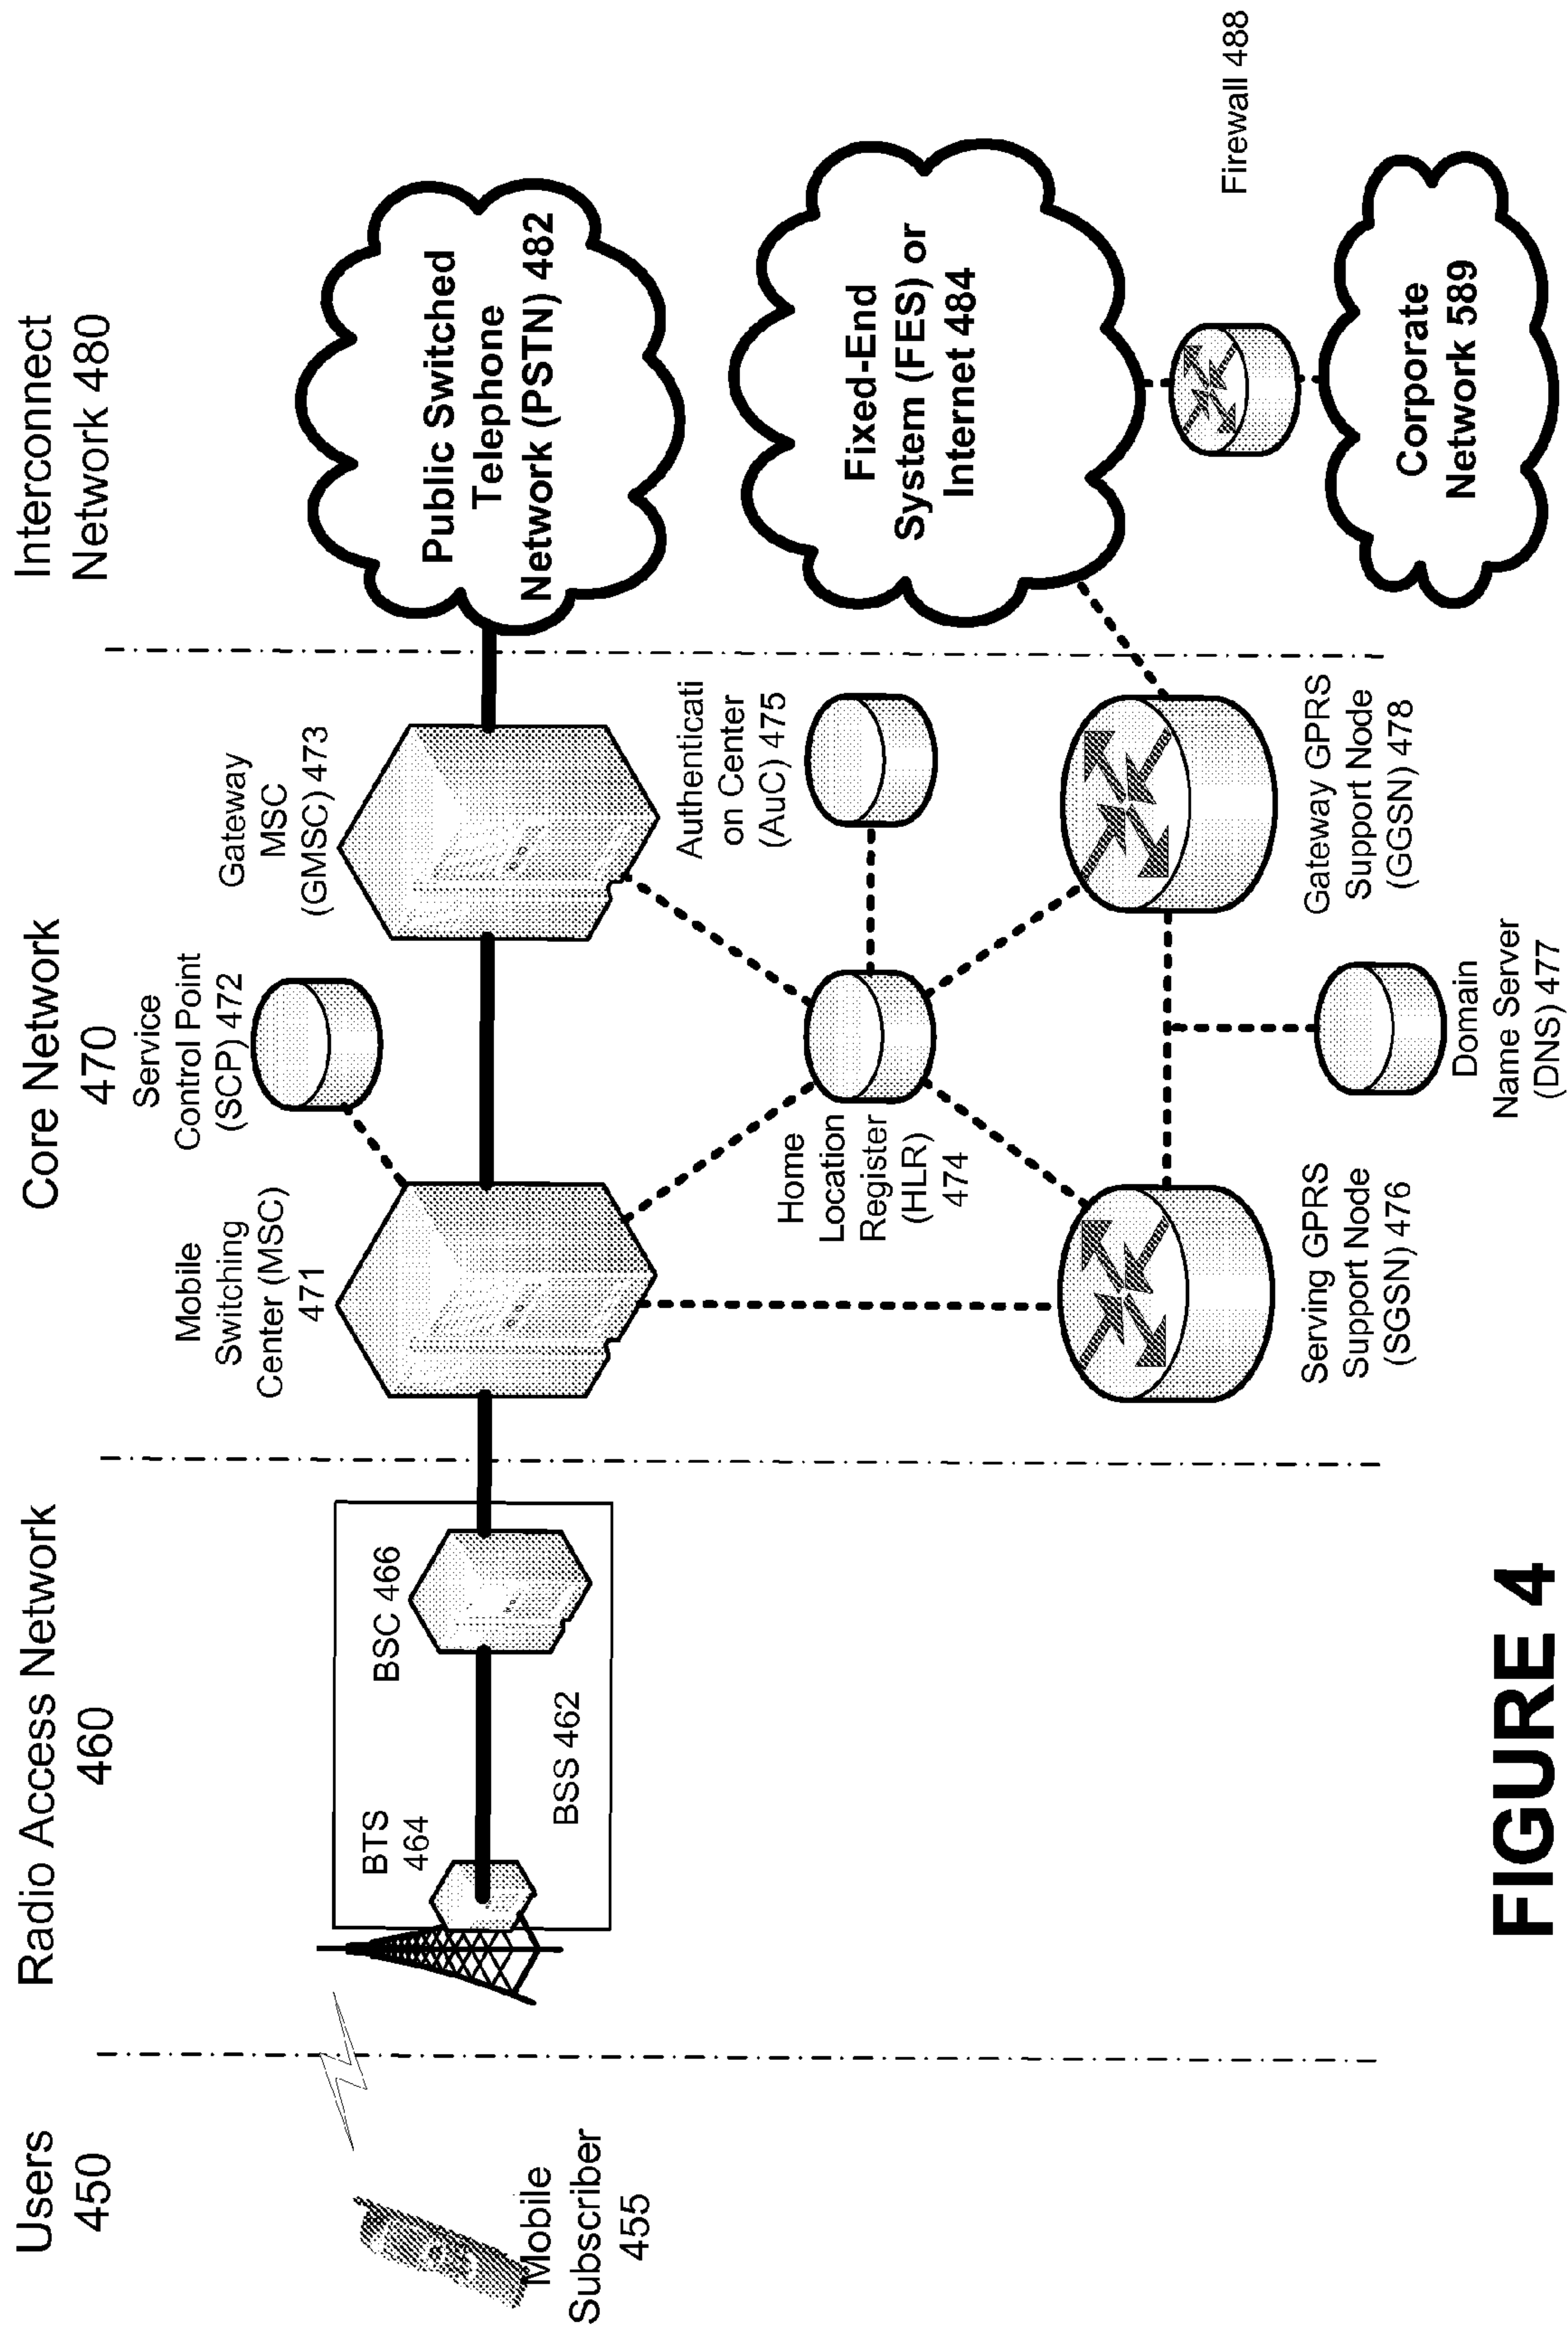 Users
450
Radio Access Network
460
Core Network
470
Interconnect
Network 480
Mobile
Subscriber
455
BTS
464
BSC 466
BSS 462
Mobile
Switching
Center (MSC)
471
Service
Control Point
(SCP) 472
Gateway
MSC
(GMSC) 473
Public Switched
Telephone
Network (PSTN) 482
Home
Location
Register
(HLR)
474
Authenticati
on Center
(AuC) 475
Fixed-End
System (FES) or
Internet 484
Serving GPRS
Support Node
(SGSN) 476
Domain
Name Server
(DNS) 477
Gateway GPRS
Support Node
(GGSN) 478
Firewall 488
Corporate
Network 589
FIGURE 4